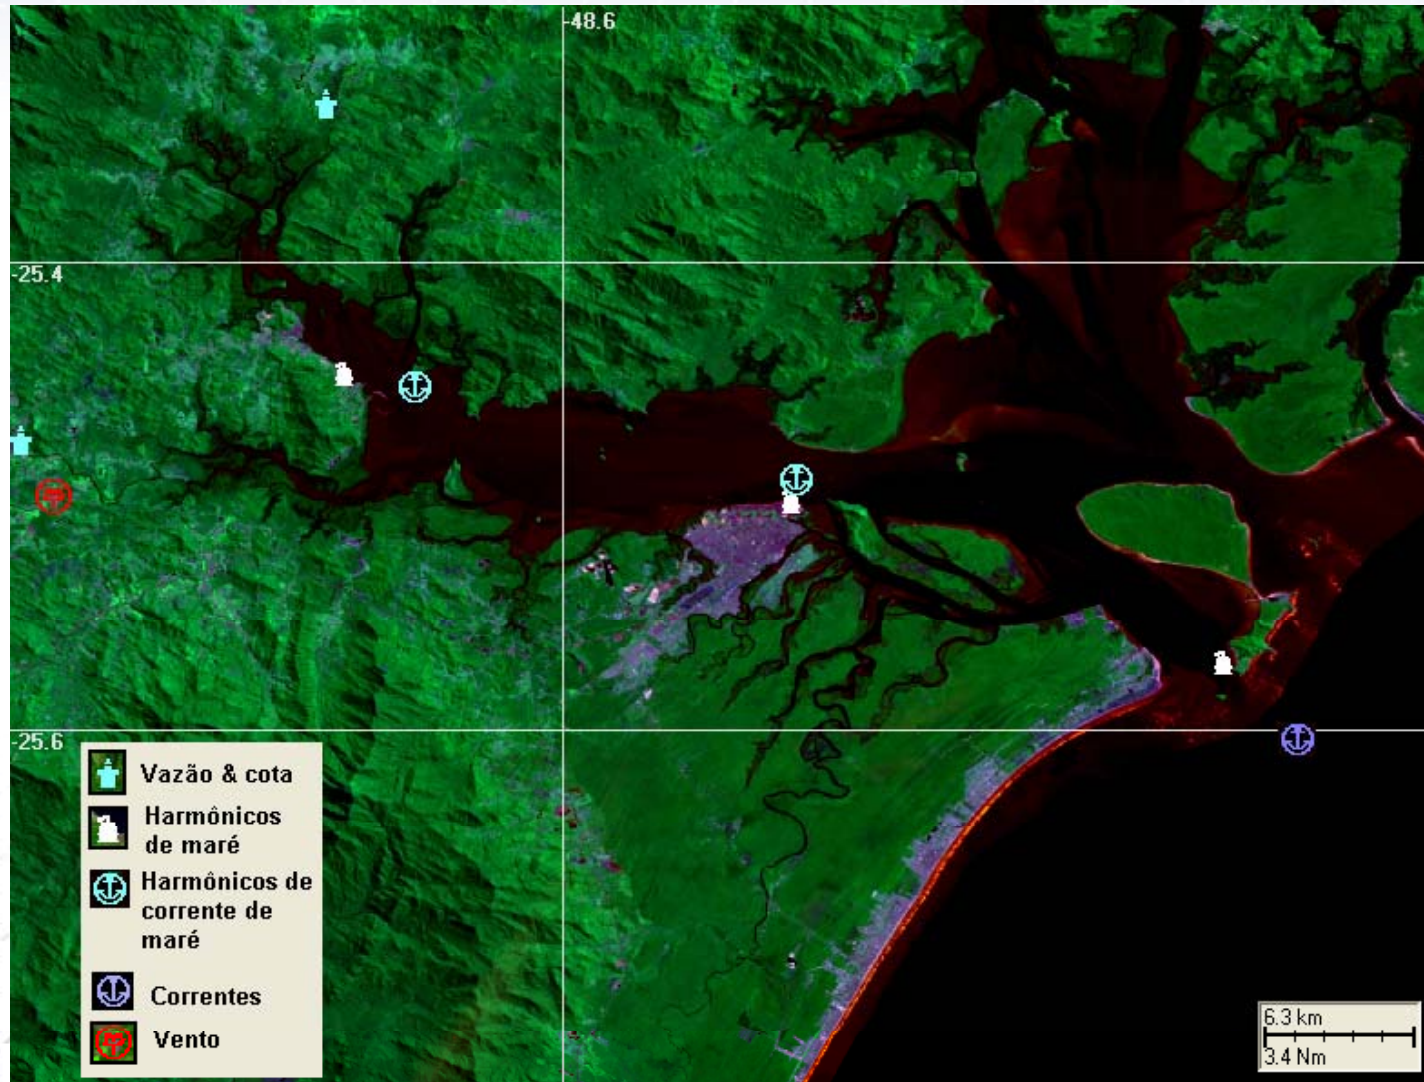 -48.6
-25.4
-25.6
Vazão & cota
Harmônicos
de maré
Harmônicos de
corrente de
maré
Correntes
Vento
6.3 km
3.4 Nm